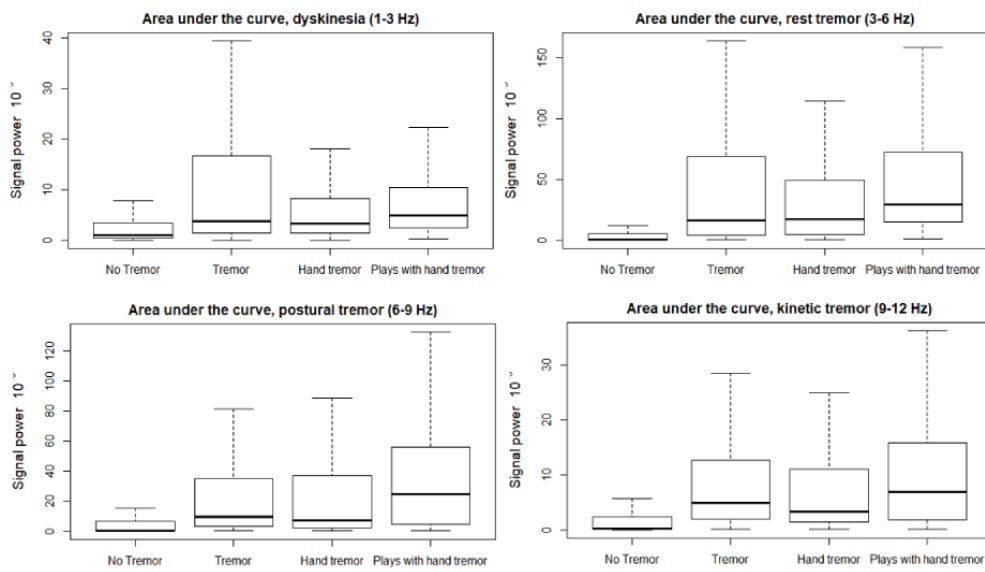 Area under the curve, dyskinesia (1-3 Hz)
Signal power 10
40
30
20
10
0
No Tremor Tremor Hand tremor Plays with hand tremor
Area under the curve, rest tremor (3-6 Hz)
Signal power 10
150
100
50
0
No Tremor Tremor Hand tremor Plays with hand tremor
Area under the curve, postural tremor (6-9 Hz)
Signal power 10
120
100
80
60
40
20
0
No Tremor Tremor Hand tremor Plays with hand tremor
Area under the curve, kinetic tremor (9-12 Hz)
Signal power 10
30
20
10
0
No Tremor Tremor Hand tremor Plays with hand tremor